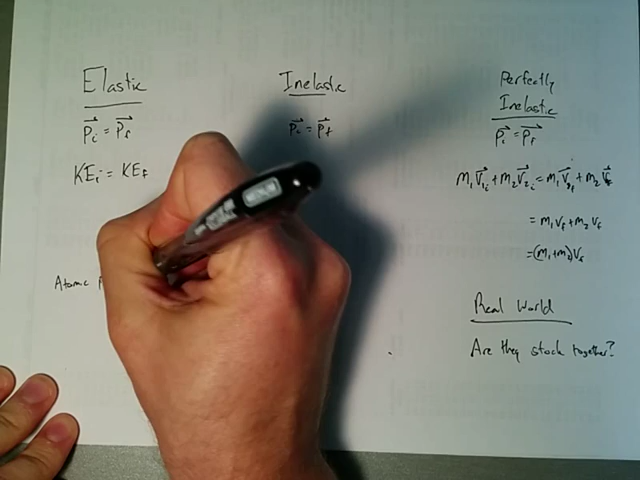 Elastic
P⃗i = P⃗f
KEi = KEf
Atomic
Inelastic
P⃗i = P⃗f
Perfectly
Inelastic
P⃗i = P⃗f
m₁V⃗₁i + m₂V⃗₂i = m₁V⃗₁f + m₂V⃗f
= m₁Vf + m₂Vf
= (m₁+m₂)Vf
Real World
Are they stuck together?